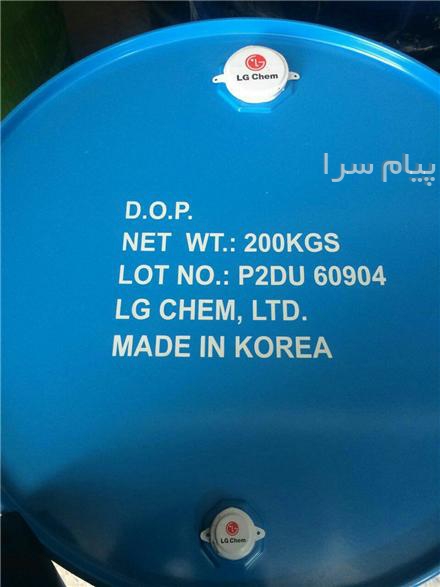 LG Chem
پیام سرا
D.O.P.
NET WT.: 200KGS
LOT NO.: P2DU 60904
LG CHEM, LTD.
MADE IN KOREA
LG Chem